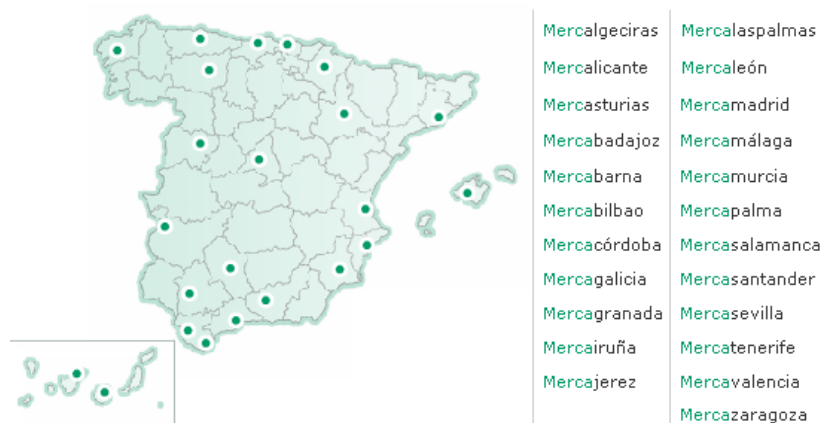 Mercalgeciras
Mercalicante
Mercasturias
Mercabadajoz
Mercabarna
Mercabilbao
Mercacórdoba
Mercagalicia
Mercagranada
Mercairuña
Mercajerez
Mercalaspalmas
Mercaleón
Mercamadrid
Mercamálaga
Mercamurcia
Mercapalma
Mercasalamanca
Mercasantander
Mercasevilla
Mercatenerife
Mercavalencia
Mercazaragoza